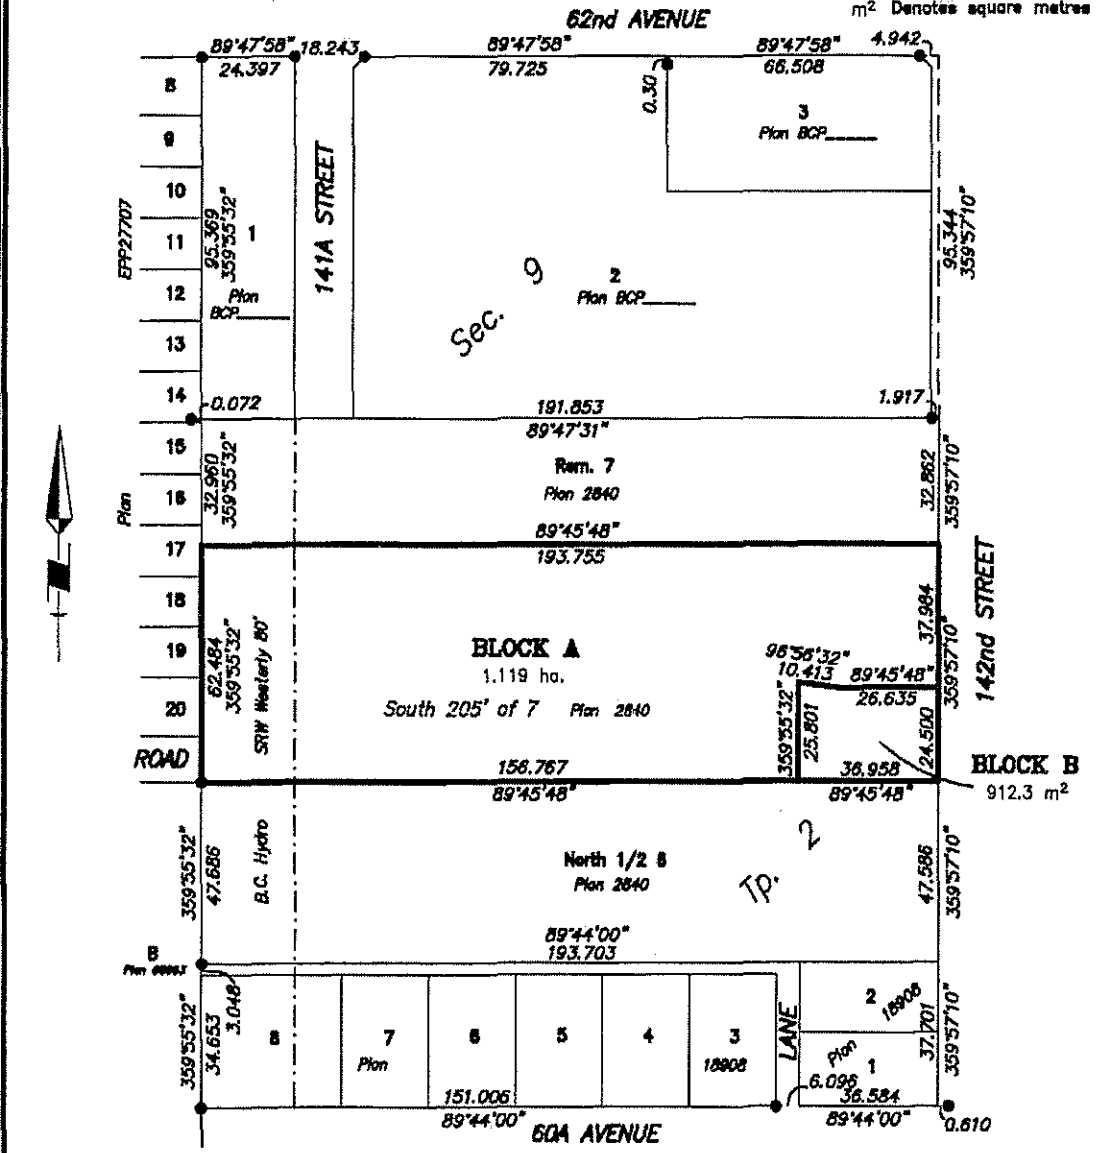 m² Denotes square metres
62nd AVENUE
89°47'58"
18.243
89°47'58"
89°47'58"
4.942
24.397
79.725
66.508
0.30
8
9
10
11
12
13
14
15
16
17
18
19
20
EPP27707
Plan
95.369
359°55'32"
1
Plan
BCP______
141A STREET
3
Plan BCP______
2
Plan BCP______
Sec. 9
95.344
359°57'10"
0.072
191.853
1.917
89°47'31"
32.960
359°55'32"
Rem. 7
Plan 2840
32.862
359°57'10"
89°45'48"
193.755
62.484
359°55'32"
SRW Westerly 80'
BLOCK A
1.119 ha.
South 205' of 7 Plan 2840
37.984
359°57'10"
142nd STREET
96°56'32"
10.413
89°45'48"
26.635
359°55'32"
25.801
24.500
ROAD
156.767
36.958
89°45'48"
89°45'48"
BLOCK B
912.3 m²
359°55'32"
47.686
B.C. Hydro
North 1/2 8
Plan 2840
Tp. 2
47.586
359°57'10"
89°44'00"
193.703
B
Plan
359°55'32"
34.653
3.048
8
7
Plan
6
5
4
3
18908
LANE
2
18908
Plan
1
37.701
359°57'10"
6.096
151.006
36.584
89°44'00"
89°44'00"
0.610
60A AVENUE